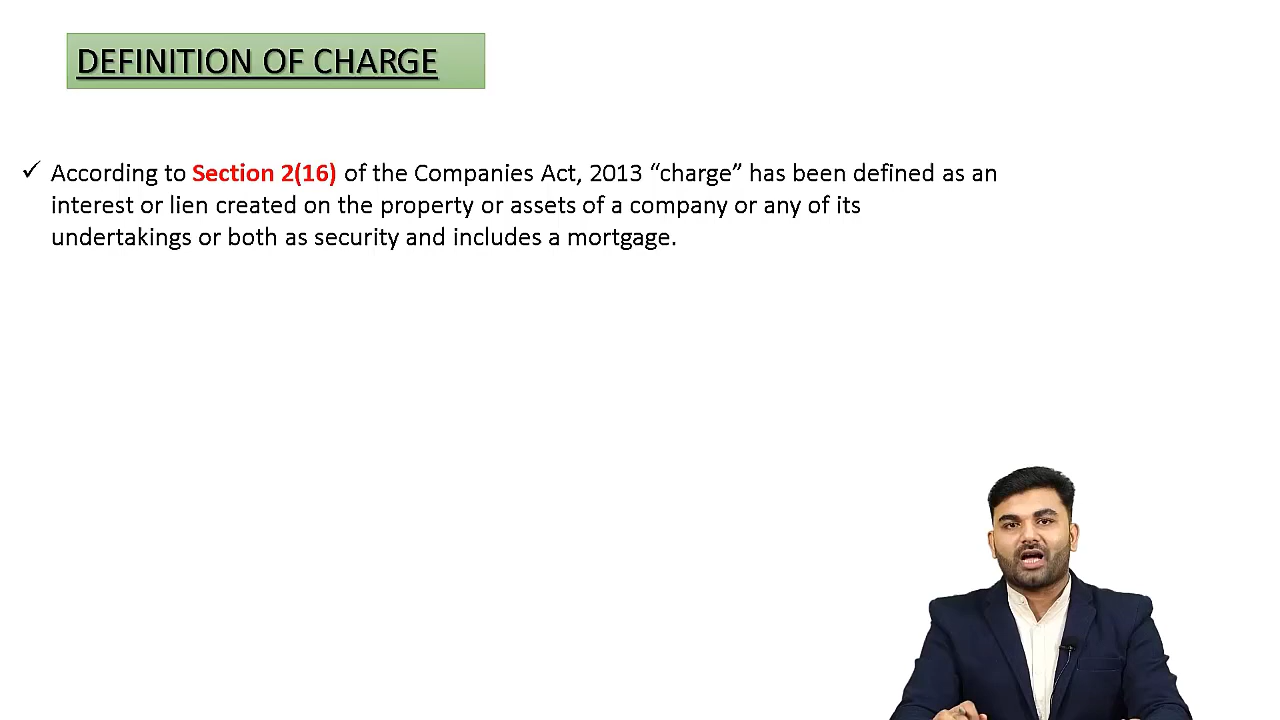 DEFINITION OF CHARGE
According to Section 2(16) of the Companies Act, 2013 “charge” has been defined as an
interest or lien created on the property or assets of a company or any of its
undertakings or both as security and includes a mortgage.